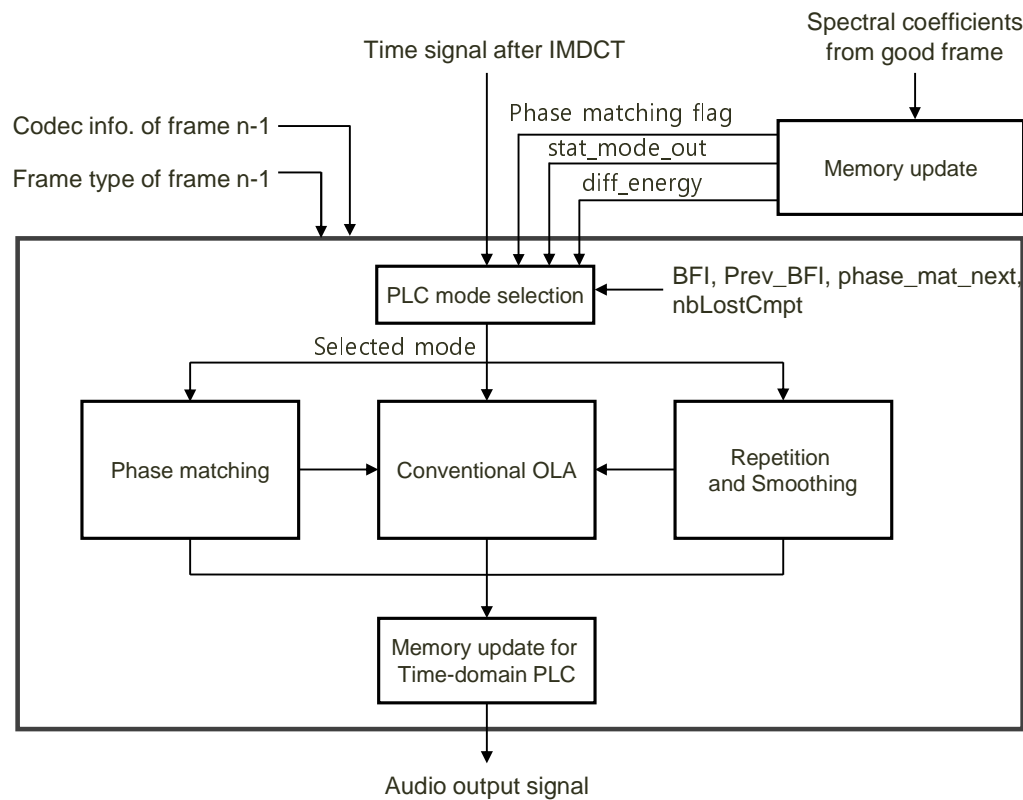 Spectral coefficients
from good frame
Time signal after IMDCT
Phase matching flag
Codec info. of frame n-1
stat_mode_out
Memory update
Frame type of frame n-1
diff_energy
PLC mode selection
BFI, Prev_BFI, phase_mat_next,
nbLostCmpt
Selected mode
Phase matching
Conventional OLA
Repetition
and Smoothing
Memory update for
Time-domain PLC
Audio output signal